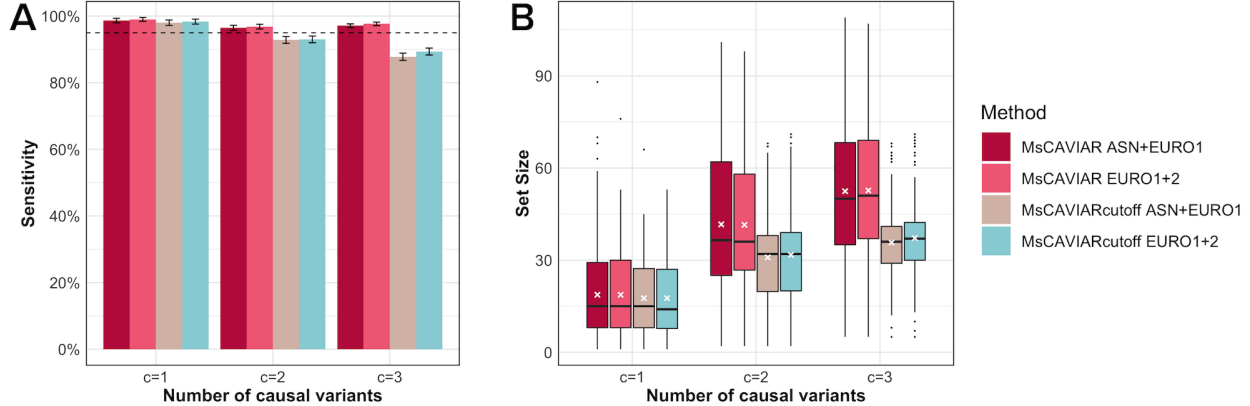 A
100%
80%
60%
40%
20%
0%
Sensitivity
c=1
c=2
c=3
Number of causal variants
B
90
60
30
0
Set Size
c=1
c=2
c=3
Number of causal variants
Method
MsCAVIAR ASN+EURO1
MsCAVIAR EURO1+2
MsCAVIARcutoff ASN+EURO1
MsCAVIARcutoff EURO1+2